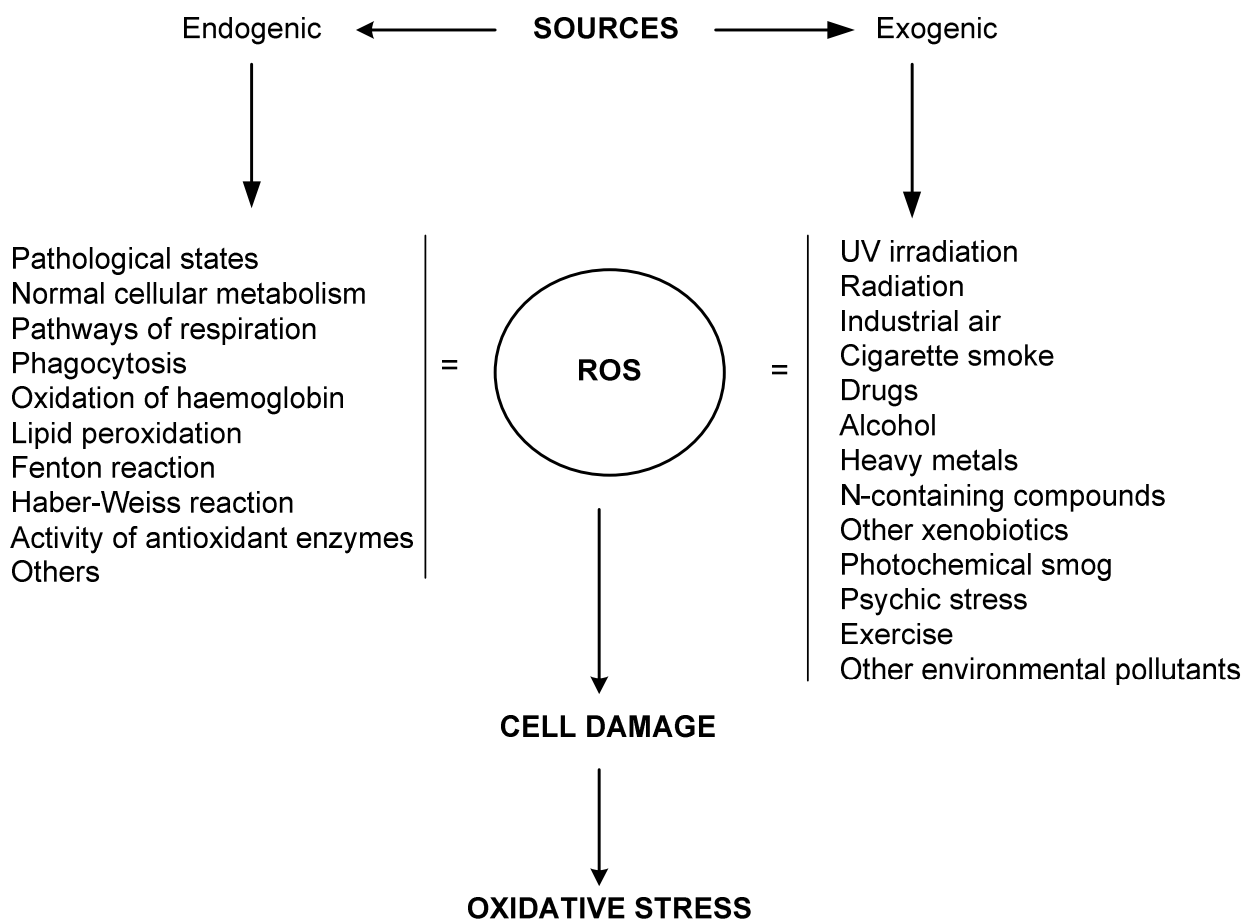 Endogenic SOURCES Exogenic
Pathological states
Normal cellular metabolism
Pathways of respiration
Phagocytosis
Oxidation of haemoglobin
Lipid peroxidation
Fenton reaction
Haber-Weiss reaction
Activity of antioxidant enzymes
Others
=
ROS
=
UV irradiation
Radiation
Industrial air
Cigarette smoke
Drugs
Alcohol
Heavy metals
N-containing compounds
Other xenobiotics
Photochemical smog
Psychic stress
Exercise
Other environmental pollutants
CELL DAMAGE
OXIDATIVE STRESS